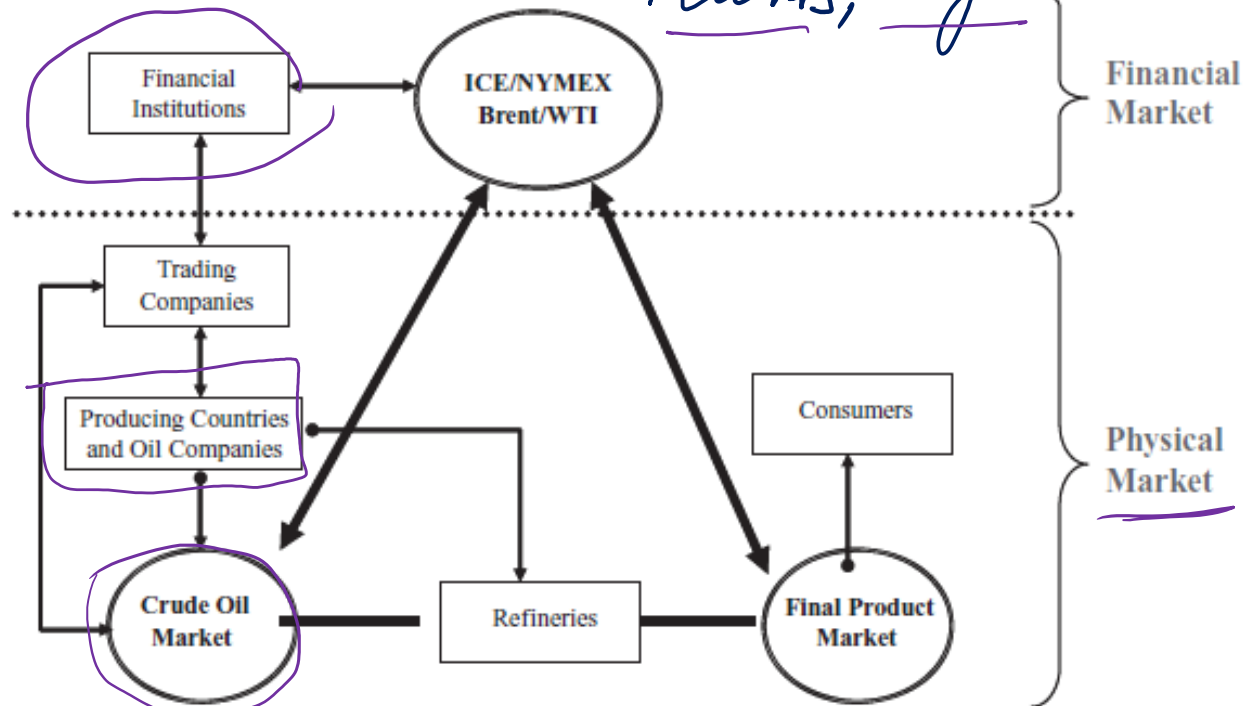 Financial
Institutions
ICE/NYMEX
Brent/WTI
Financial
Market
Trading
Companies
Producing Countries
and Oil Companies
Consumers
Physical
Market
Crude Oil
Market
Refineries
Final Product
Market